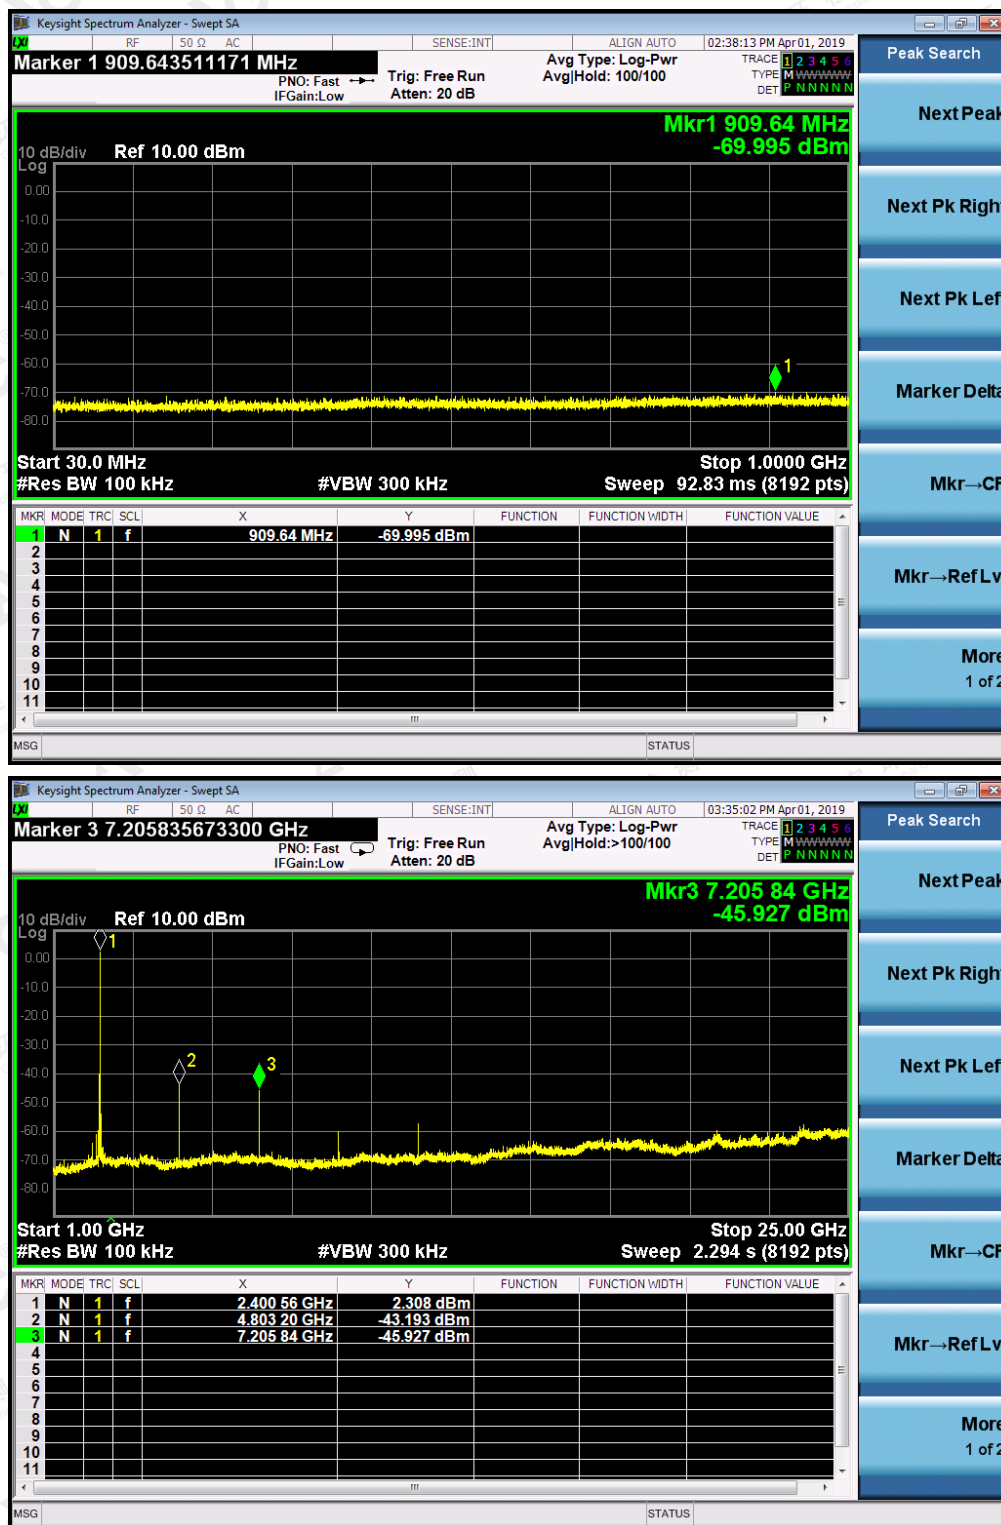 Keysight Spectrum Analyzer - Swept SA
LXI RF 50 Ω AC SENSE:INT ALIGN AUTO 02:38:13 PM Apr 01, 2019
Marker 1 909.643511171 MHz
PNO: Fast
IFGain:Low
Trig: Free Run
Atten: 20 dB
Avg Type: Log-Pwr
Avg|Hold: 100/100
TRACE 1 2 3 4 5 6
TYPE M WWWWW
DET P N N N N N
Peak Search
Next Peak
Next Pk Right
Next Pk Left
Marker Delta
Mkr→CF
Mkr→Ref Lvl
More
1 of 2
Mkr1 909.64 MHz
-69.995 dBm
10 dB/div Ref 10.00 dBm
Log
0.00
-10.0
-20.0
-30.0
-40.0
-50.0
-60.0
-70.0
-80.0
1
Start 30.0 MHz Stop 1.0000 GHz
#Res BW 100 kHz #VBW 300 kHz Sweep 92.83 ms (8192 pts)
MKR MODE TRC SCL X Y FUNCTION FUNCTION WIDTH FUNCTION VALUE
1 N 1 f 909.64 MHz -69.995 dBm
2
3
4
5
6
7
8
9
10
11
MSG STATUS
Keysight Spectrum Analyzer - Swept SA
LXI RF 50 Ω AC SENSE:INT ALIGN AUTO 03:35:02 PM Apr 01, 2019
Marker 3 7.205835673300 GHz
PNO: Fast
IFGain:Low
Trig: Free Run
Atten: 20 dB
Avg Type: Log-Pwr
Avg|Hold:>100/100
TRACE 1 2 3 4 5 6
TYPE M WWWWW
DET P N N N N N
Peak Search
Next Peak
Next Pk Right
Next Pk Left
Marker Delta
Mkr→CF
Mkr→Ref Lvl
More
1 of 2
Mkr3 7.205 84 GHz
-45.927 dBm
10 dB/div Ref 10.00 dBm
Log
0.00
-10.0
-20.0
-30.0
-40.0
-50.0
-60.0
-70.0
-80.0
1
2
3
Start 1.00 GHz Stop 25.00 GHz
#Res BW 100 kHz #VBW 300 kHz Sweep 2.294 s (8192 pts)
MKR MODE TRC SCL X Y FUNCTION FUNCTION WIDTH FUNCTION VALUE
1 N 1 f 2.400 56 GHz 2.308 dBm
2 N 1 f 4.803 20 GHz -43.193 dBm
3 N 1 f 7.205 84 GHz -45.927 dBm
4
5
6
7
8
9
10
11
MSG STATUS